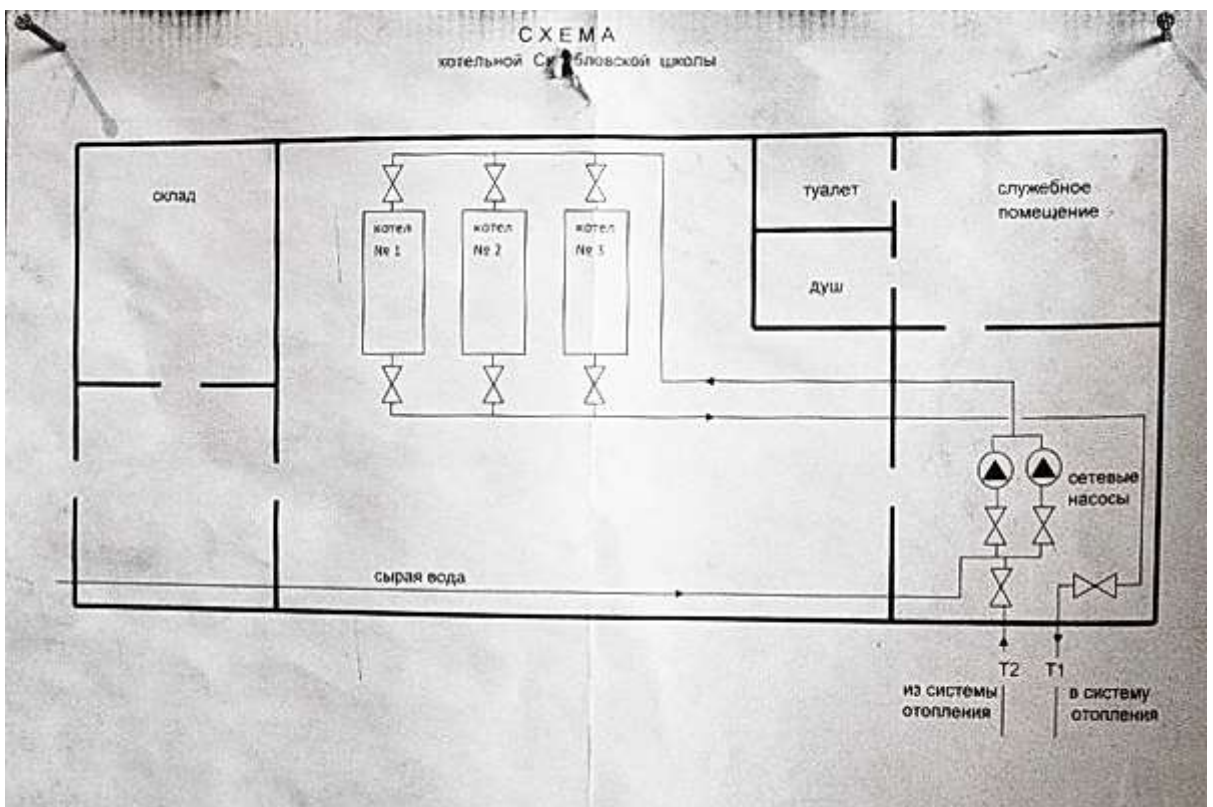 СХЕМА
котельной школы
склад
котел
№ 1
котел
№ 2
котел
№ 3
туалет
служебное
помещение
душ
сетевые
насосы
сырая вода
Т2
Т1
из системы
отопления
в систему
отопления